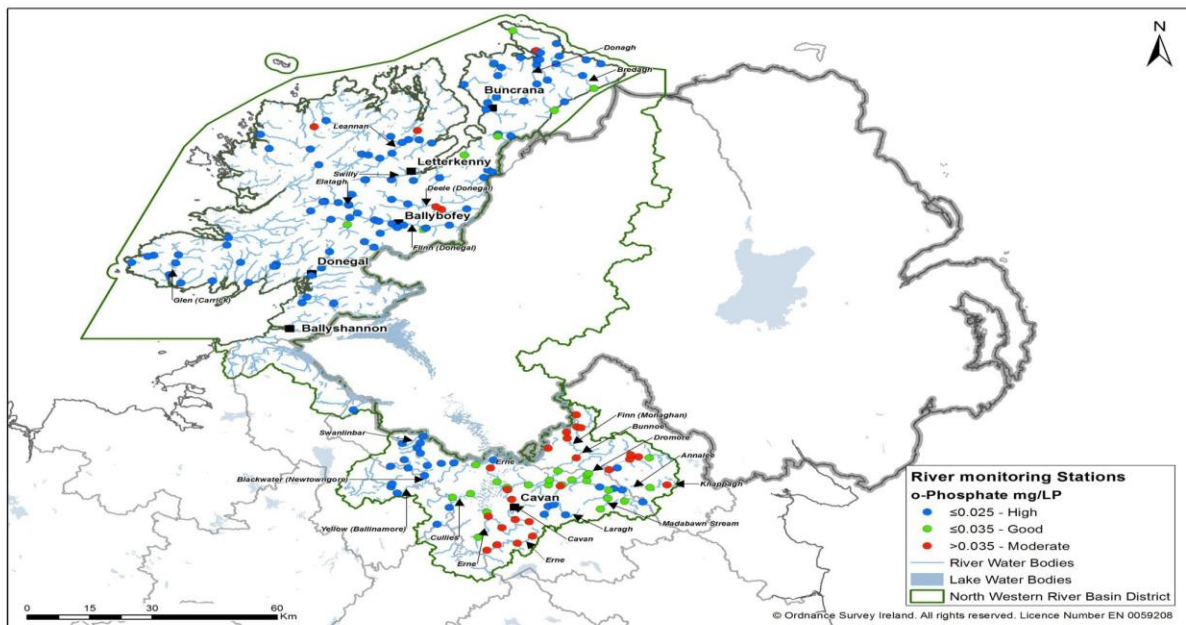 N
Donagh
Bredagh
Buncrana
Leannan
Letterkenny
Swilly
Elatagh
Deele (Donegal)
Ballybofey
Finn (Donegal)
Donegal
Glen (Carrick)
Ballyshannon
Finn (Monaghan)
Bunnoe
Swanlinbar
Dromore
Erne
Annalee
Blackwater (Newtowngore)
Knappagh
Cavan
Madabawn Stream
Yellow (Ballinamore)
Laragh
Cullies
Cavan
Erne
Erne
River monitoring Stations
o-Phosphate mg/LP
≤0.025 - High
≤0.035 - Good
>0.035 - Moderate
River Water Bodies
Lake Water Bodies
North Western River Basin District
0 15 30 60
Km
© Ordnance Survey Ireland. All rights reserved. Licence Number EN 0059208